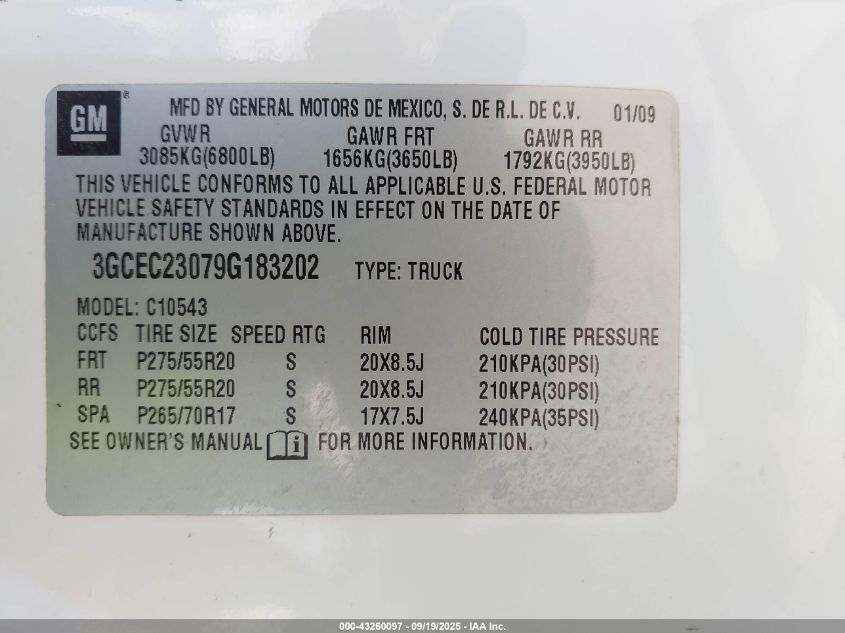 GM ®
MFD BY GENERAL MOTORS DE MEXICO, S. DE R.L. DE C.V. 01/09
GVWR GAWR FRT GAWR RR
3085KG(6800LB) 1656KG(3650LB) 1792KG(3950LB)
THIS VEHICLE CONFORMS TO ALL APPLICABLE U.S. FEDERAL MOTOR
VEHICLE SAFETY STANDARDS IN EFFECT ON THE DATE OF
MANUFACTURE SHOWN ABOVE.
3GCEC23079G183202 TYPE: TRUCK
MODEL: C10543
CCFS TIRE SIZE SPEED RTG RIM COLD TIRE PRESSURE
FRT P275/55R20 S 20X8.5J 210KPA(30PSI)
RR P275/55R20 S 20X8.5J 210KPA(30PSI)
SPA P265/70R17 S 17X7.5J 240KPA(35PSI)
SEE OWNER'S MANUAL i FOR MORE INFORMATION.
000-43260097 - 09/19/2025 - IAA Inc.